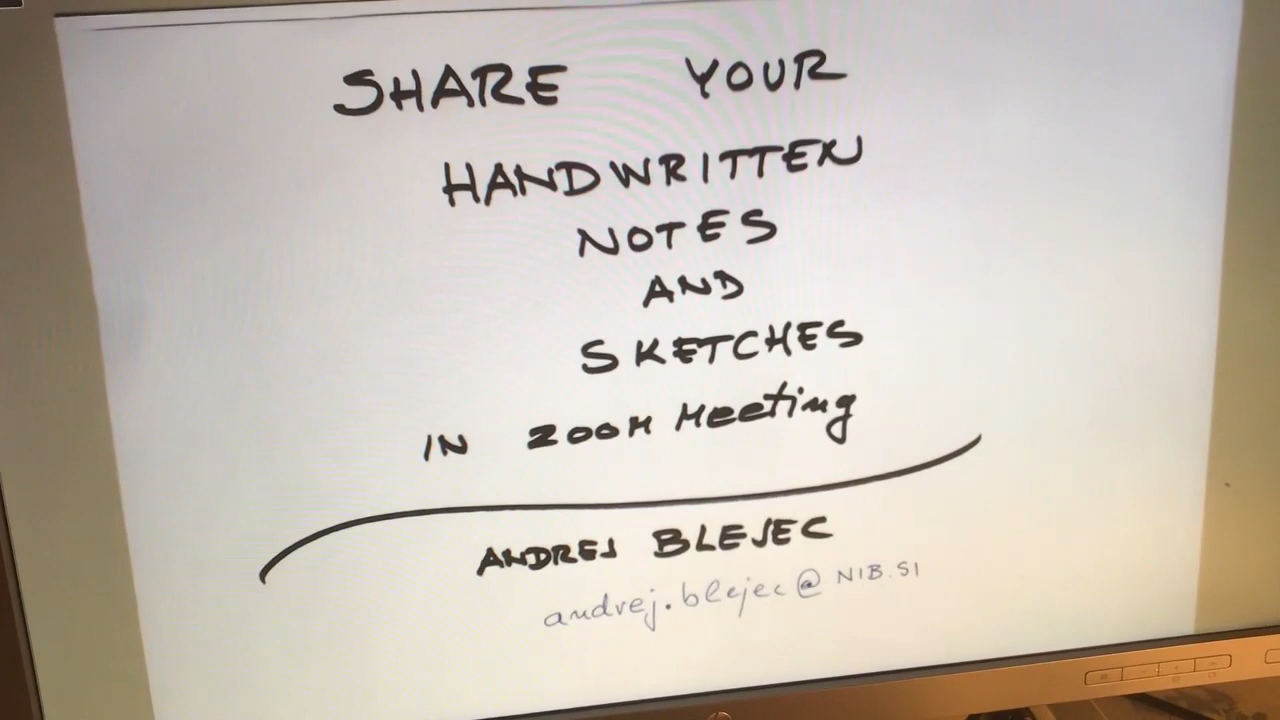 SHARE YOUR
HANDWRITTEN
NOTES
AND
SKETCHES
IN ZOOM Meeting
ANDREJ BLEJEC
andrej.blejec@NIB.SI